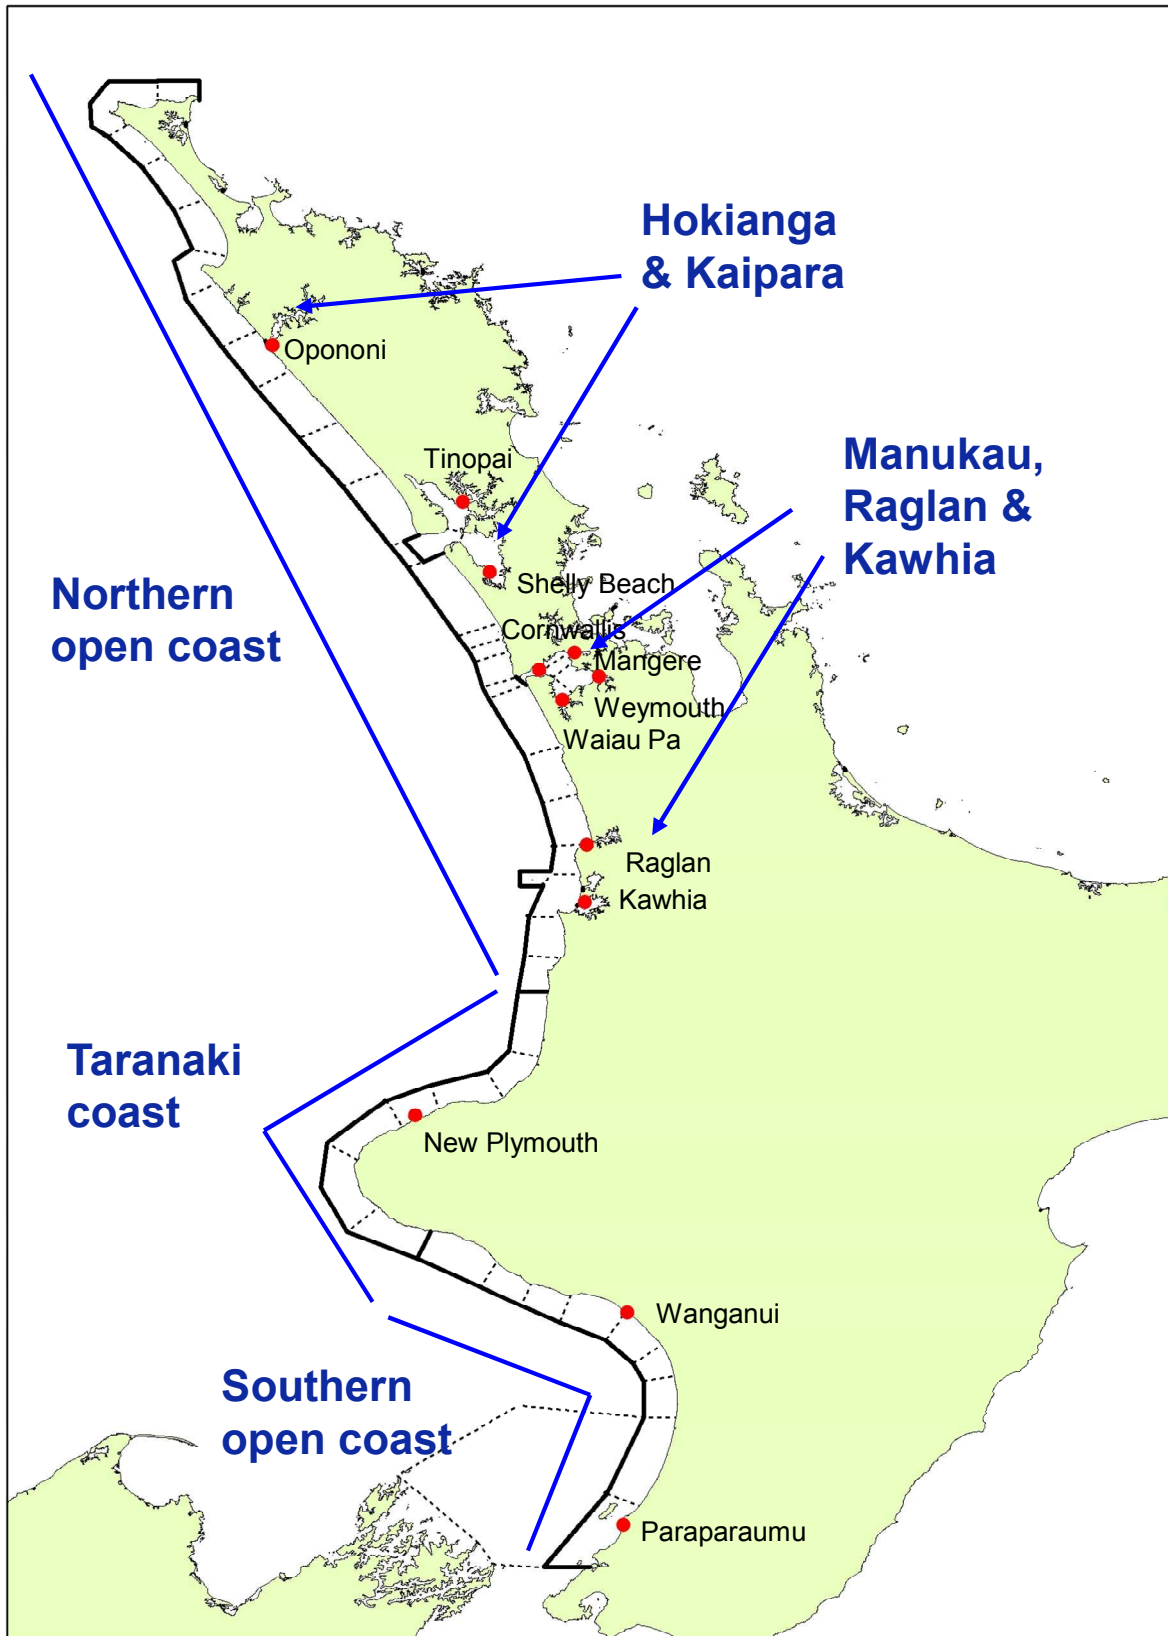 Hokianga
& Kaipara
Opononi
Tinopai
Manukau,
Raglan &
Kawhia
Shelly Beach
Northern
open coast
Cornwallis
Mangere
Weymouth
Waiau Pa
Raglan
Kawhia
Taranaki
coast
New Plymouth
Wanganui
Southern
open coast
Paraparaumu